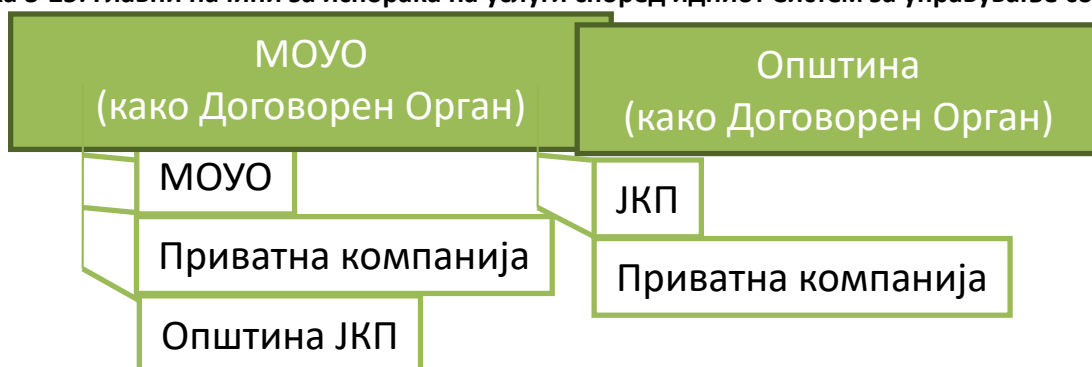 МОУО
(како Договорен Орган)
МОУО
Приватна компанија
Општина ЈКП
Општина
(како Договорен Орган)
ЈКП
Приватна компанија